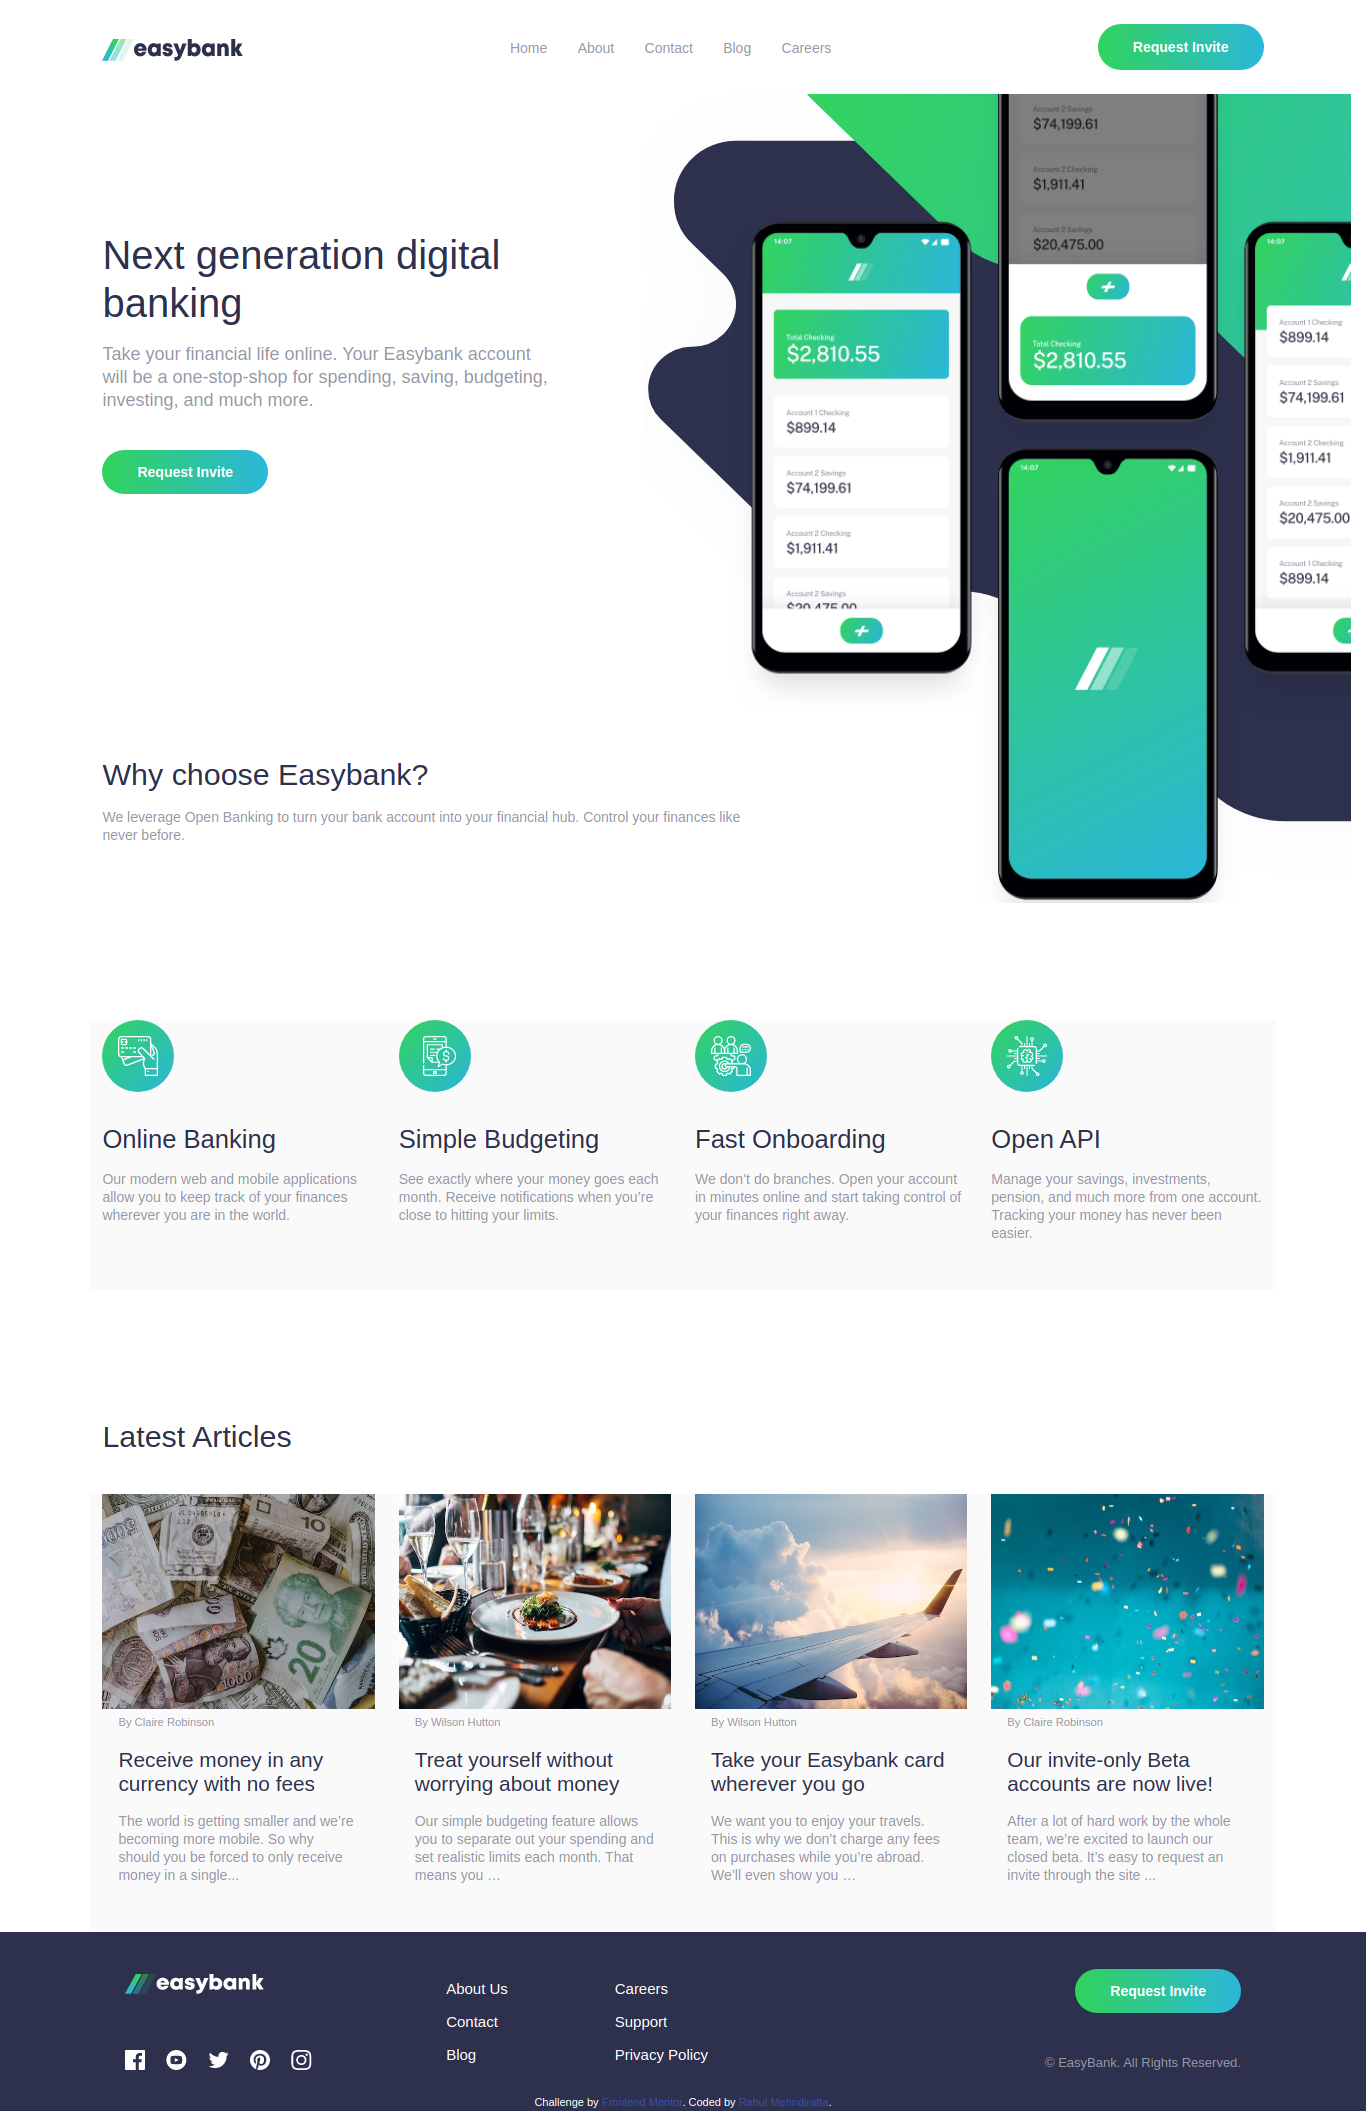 easybank
Home About Contact Blog Careers
Request Invite
Next generation digital
banking
Take your financial life online. Your Easybank account
will be a one-stop-shop for spending, saving, budgeting,
investing, and much more.
Request Invite
14:07
Total Checking
$2,810.55
Account 1 Checking
$899.14
Account 2 Savings
$74,199.61
Account 2 Checking
$1,911.41
Account 2 Savings
$20,475.00
Account 2 Savings
$74,199.61
Account 2 Checking
$1,911.41
Account 2 Savings
$20,475.00
Total Checking
$2,810.55
14:07
14:07
Account 1 Checking
$899.14
Account 2 Savings
$74,199.61
Account 2 Checking
$1,911.41
Account 2 Savings
$20,475.00
Account 1 Checking
$899.14
Why choose Easybank?
We leverage Open Banking to turn your bank account into your financial hub. Control your finances like
never before.
Online Banking
Our modern web and mobile applications
allow you to keep track of your finances
wherever you are in the world.
Simple Budgeting
See exactly where your money goes each
month. Receive notifications when you’re
close to hitting your limits.
Fast Onboarding
We don’t do branches. Open your account
in minutes online and start taking control of
your finances right away.
Open API
Manage your savings, investments,
pension, and much more from one account.
Tracking your money has never been
easier.
Latest Articles
10
20
1000
By Claire Robinson
Receive money in any
currency with no fees
The world is getting smaller and we’re
becoming more mobile. So why
should you be forced to only receive
money in a single...
By Wilson Hutton
Treat yourself without
worrying about money
Our simple budgeting feature allows
you to separate out your spending and
set realistic limits each month. That
means you …
By Wilson Hutton
Take your Easybank card
wherever you go
We want you to enjoy your travels.
This is why we don’t charge any fees
on purchases while you’re abroad.
We’ll even show you …
By Claire Robinson
Our invite-only Beta
accounts are now live!
After a lot of hard work by the whole
team, we’re excited to launch our
closed beta. It’s easy to request an
invite through the site ...
easybank
About Us
Contact
Blog
Careers
Support
Privacy Policy
Request Invite
© EasyBank. All Rights Reserved.
Challenge by Frontend Mentor. Coded by Rahul Mehndiratta.